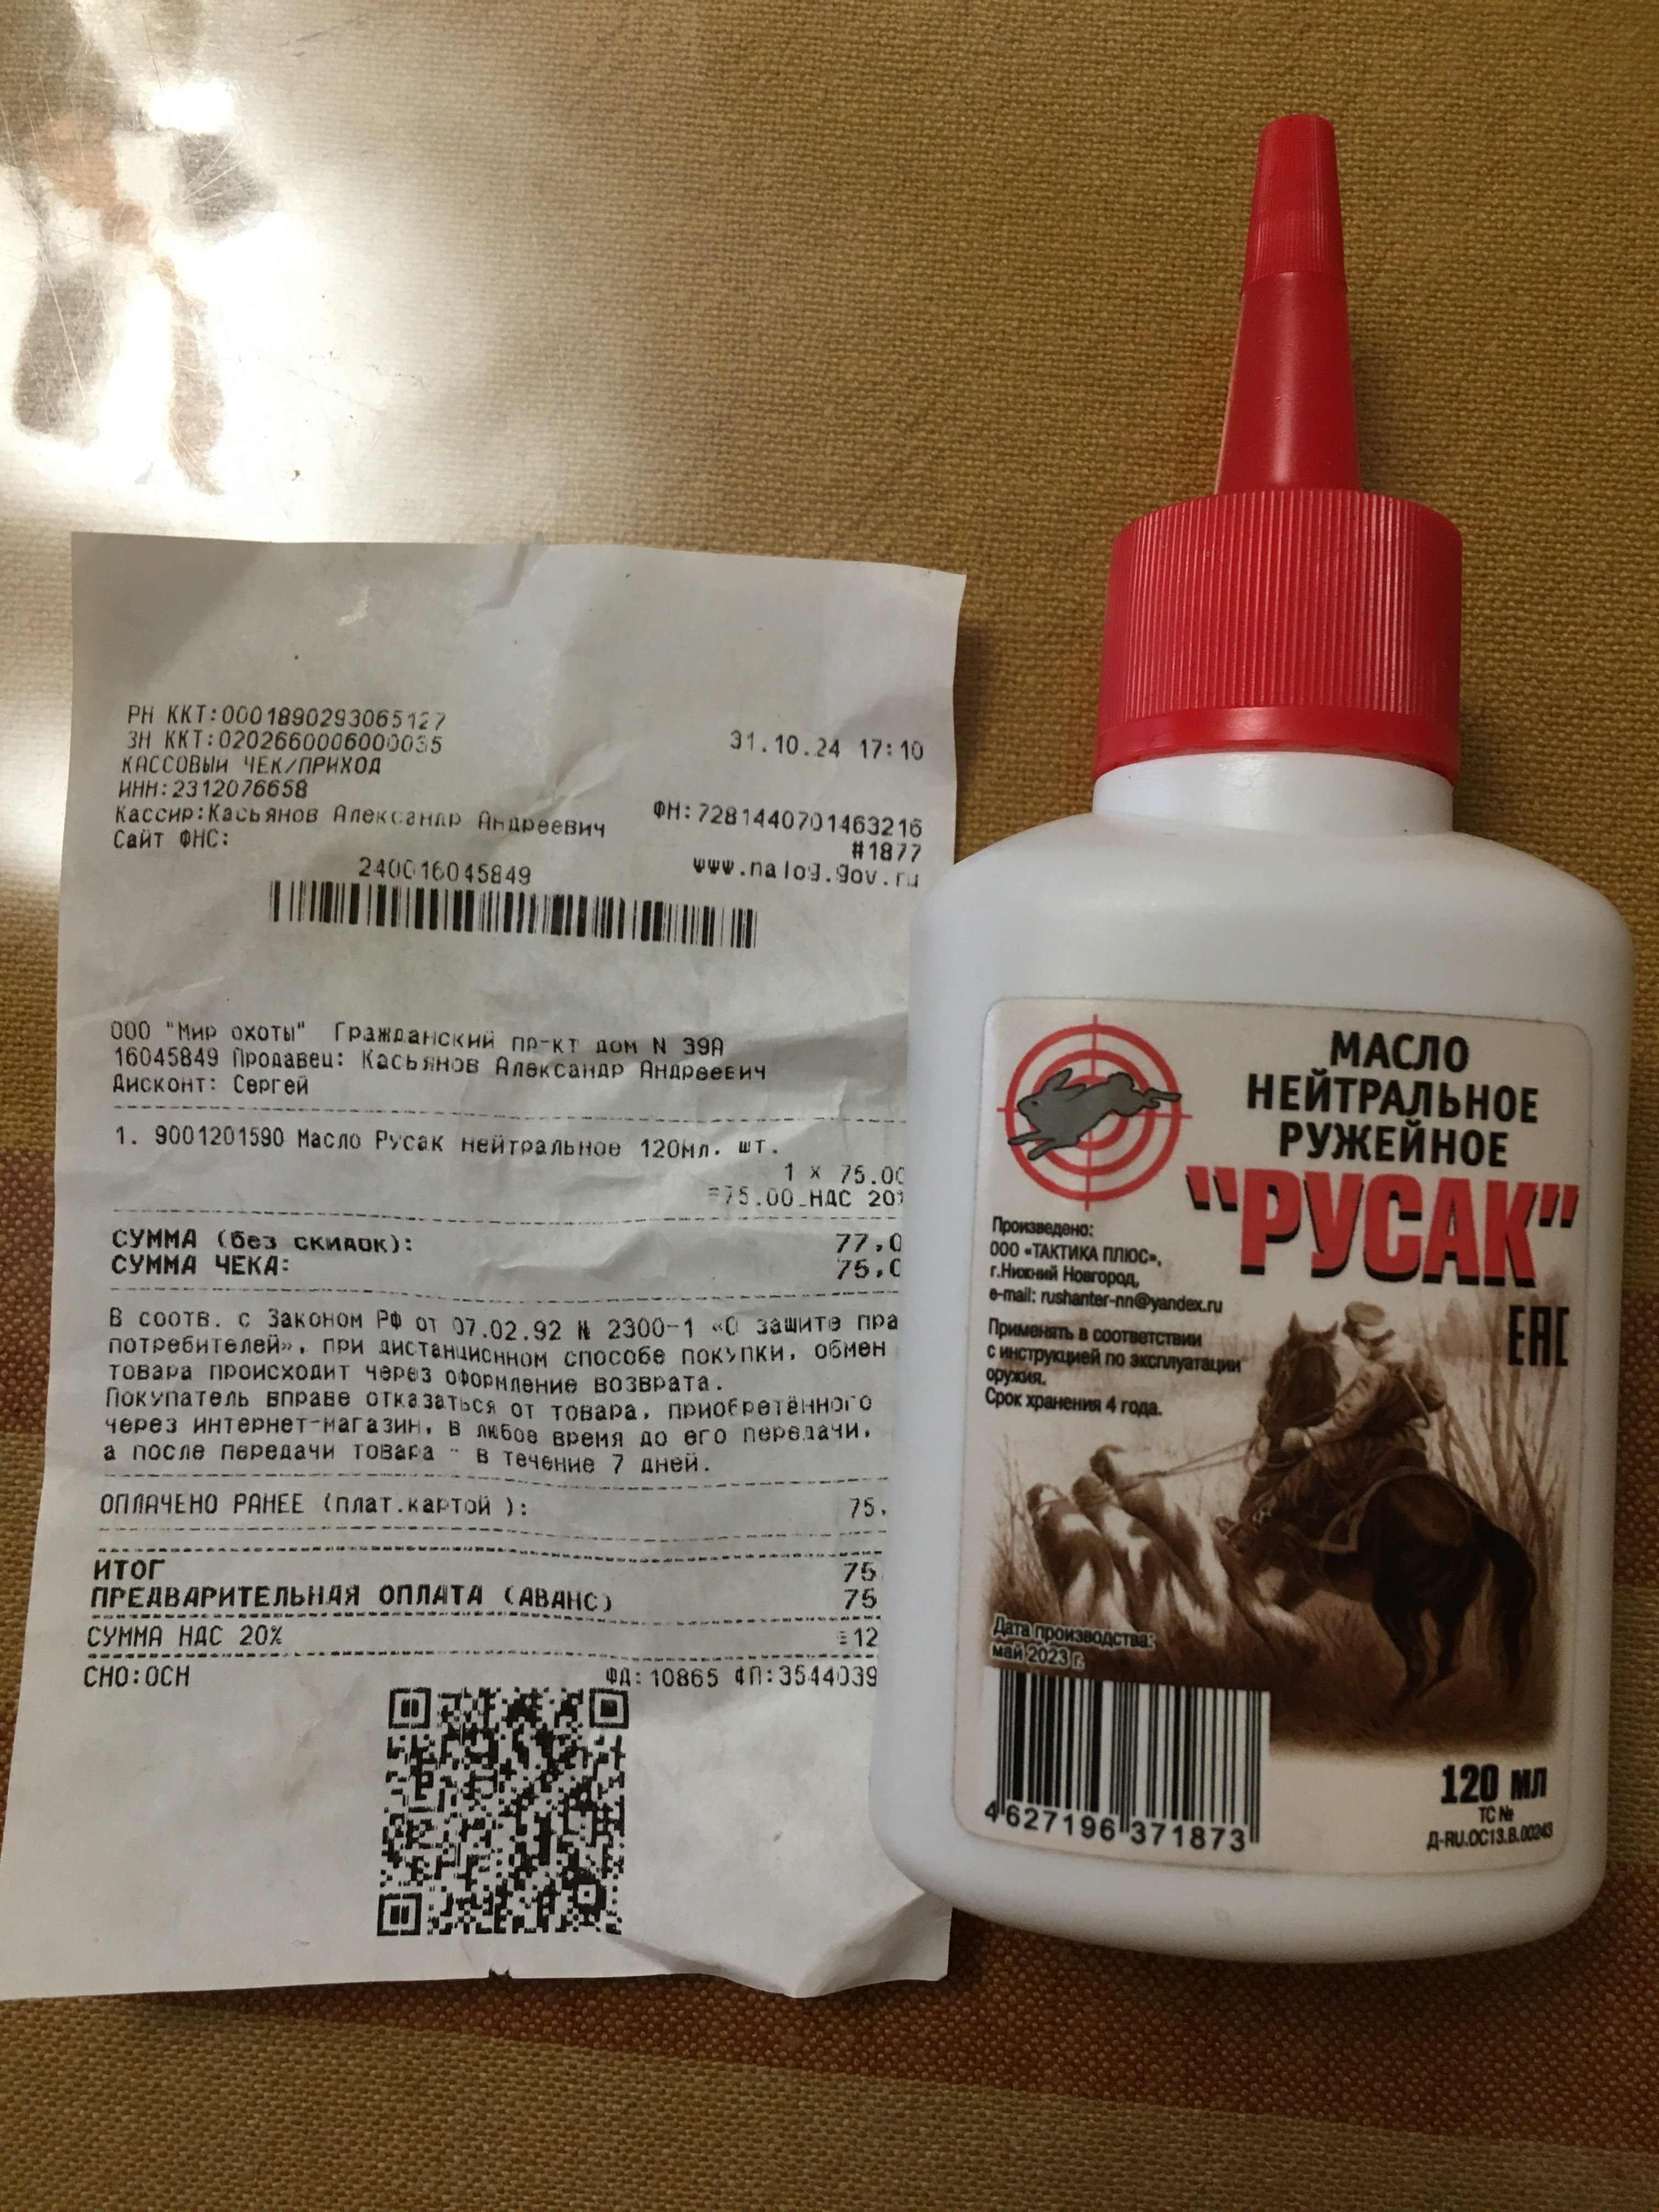 РН ККТ:0001890293065127
ЗН ККТ:0202660006000035
31.10.24 17:10
КАССОВЫЙ ЧЕК/ПРИХОД
ИНН:2312076658
ФН:7281440701463216
Кассир:Касьянов Александр Андреевич
#1877
Сайт ФНС:
www.nalog.gov.ru
240016045849
ООО "Мир охоты" Гражданский пр-кт дом N 39А
16045849 Продавец: Касьянов Александр Андреевич
Дисконт: Сергей
1. 9001201590 Масло Русак нейтральное 120мл. шт.
1 x 75.00
=75.00_НДС 20%
СУММА (без скидок): 77,0
СУММА ЧЕКА: 75,0
В соотв. с Законом РФ от 07.02.92 № 2300-1 «О защите пра
потребителей», при дистанционном способе покупки, обмен
товара происходит через оформление возврата.
Покупатель вправе отказаться от товара, приобретённого
через интернет-магазин, в любое время до его передачи,
а после передачи товара - в течение 7 дней.
ОПЛАЧЕНО РАНЕЕ (плат.картой ): 75.
ИТОГ 75
ПРЕДВАРИТЕЛЬНАЯ ОПЛАТА (АВАНС) 75
СУММА НДС 20% =12
СНО:ОСН ФД:10865 ФП:3544039
МАСЛО
НЕЙТРАЛЬНОЕ
РУЖЕЙНОЕ
"РУСАК"
Произведено:
ООО «ТАКТИКА ПЛЮС»,
г.Нижний Новгород,
e-mail: rushanter-nn@yandex.ru
EAC
Применять в соответствии
с инструкцией по эксплуатации
оружия.
Срок хранения 4 года.
Дата производства:
май 2023 г.
4 627196 371873
120 мл
ТС №
Д-RU.ОС13.В.00243